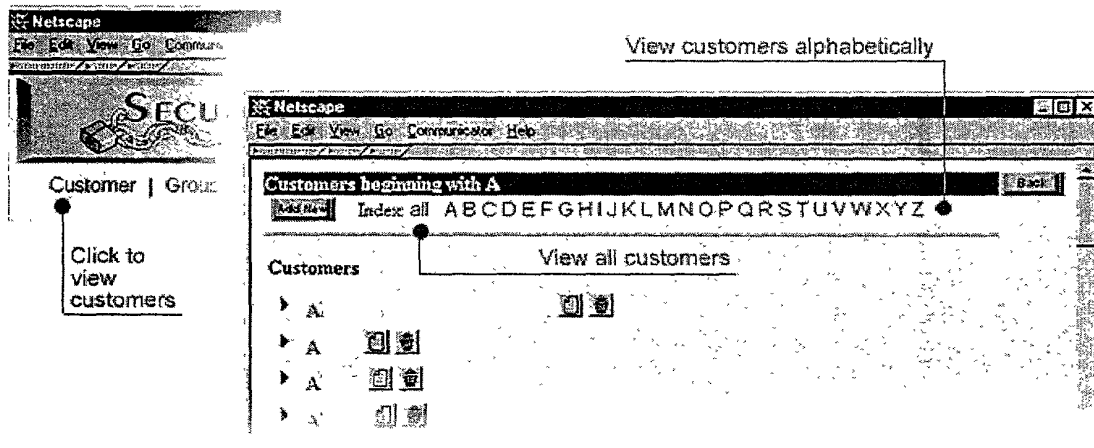 Netscape
File Edit View Go Commun
View customers alphabetically
SECU
Netscape
File Edit View Go Communicator Help
Customer | Grou
Customers beginning with A
Back
Add New Index: all A B C D E F G H I J K L M N O P Q R S T U V W X Y Z
Click to
view
customers
View all customers
Customers
A
A
A
A